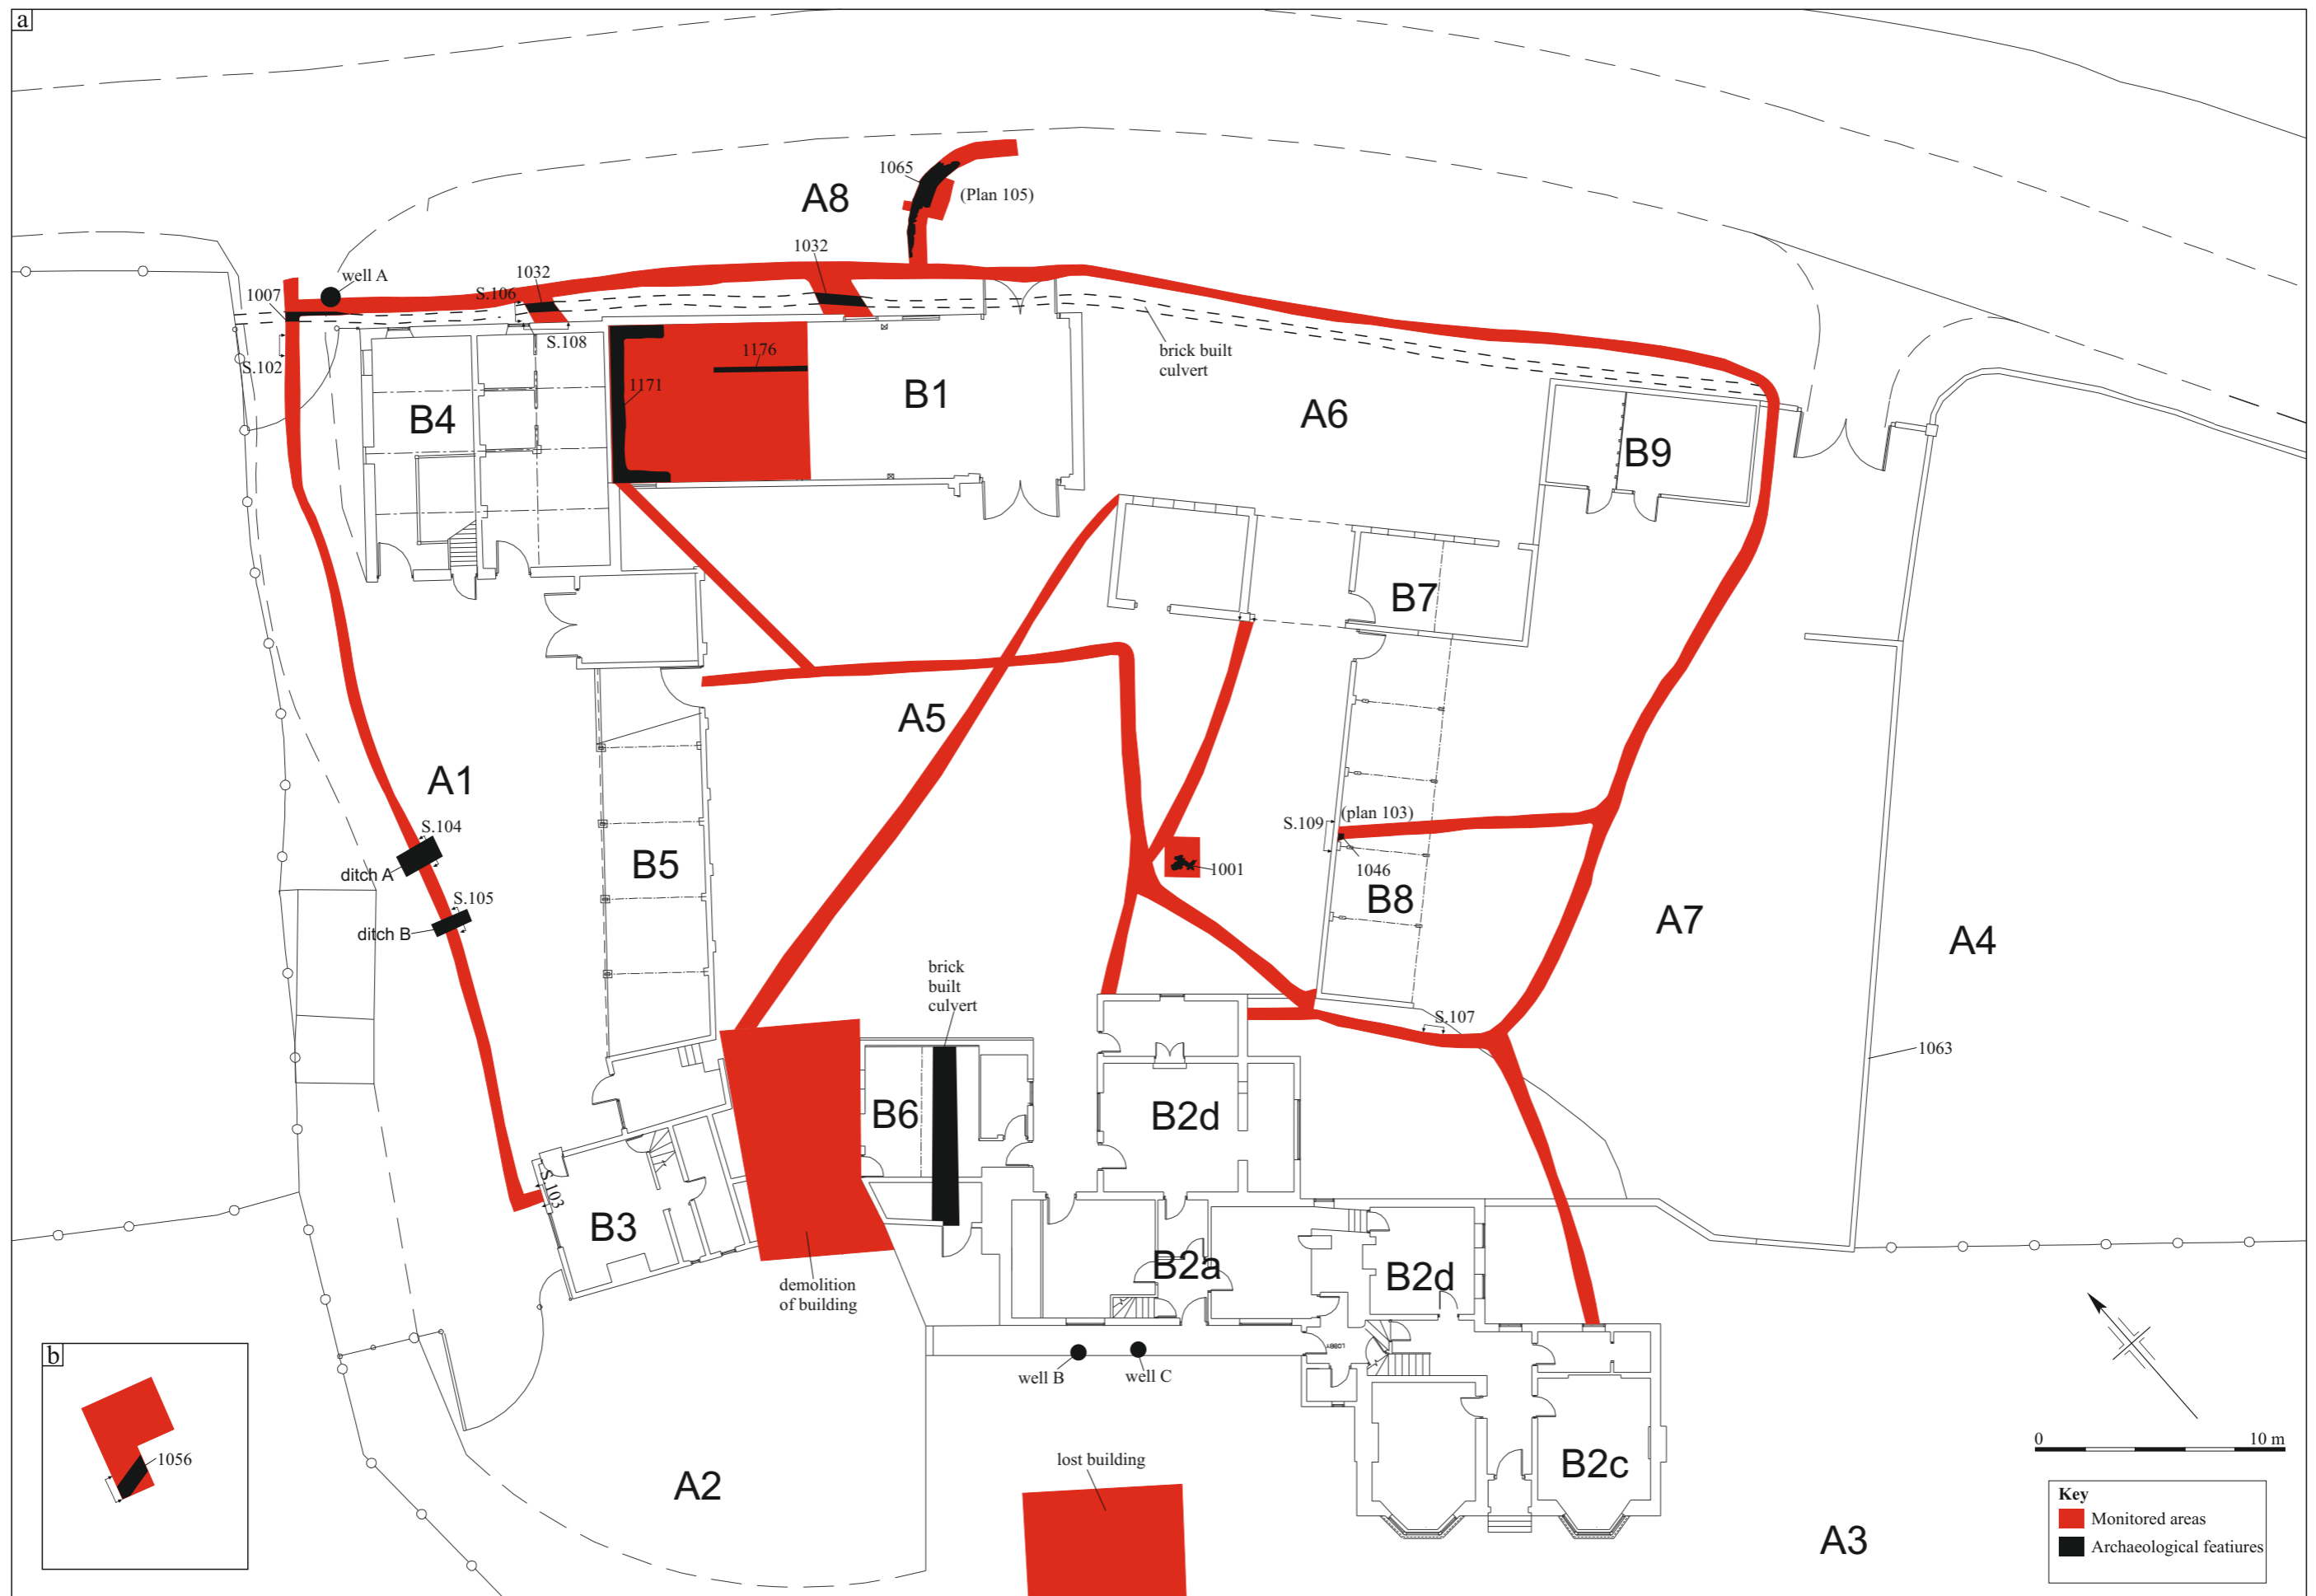 a
1065
(Plan 105)
A8
1032
well A
1032
1007
S.106
S.108
S.102
1176
brick built
culvert
1171
B1
A6
B4
B9
B7
A5
A1
(plan 103)
S.109
S.104
1001
1046
ditch A
B5
B8
S.105
A7
ditch B
A4
brick
built
culvert
S.107
1063
B6
B2d
S.103
B3
B2a
B2d
demolition
of building
LOBBY
b
well B
well C
1056
lost building
B2c
A2
0
10 m
A3
Key
Monitored areas
Archaeological featiures